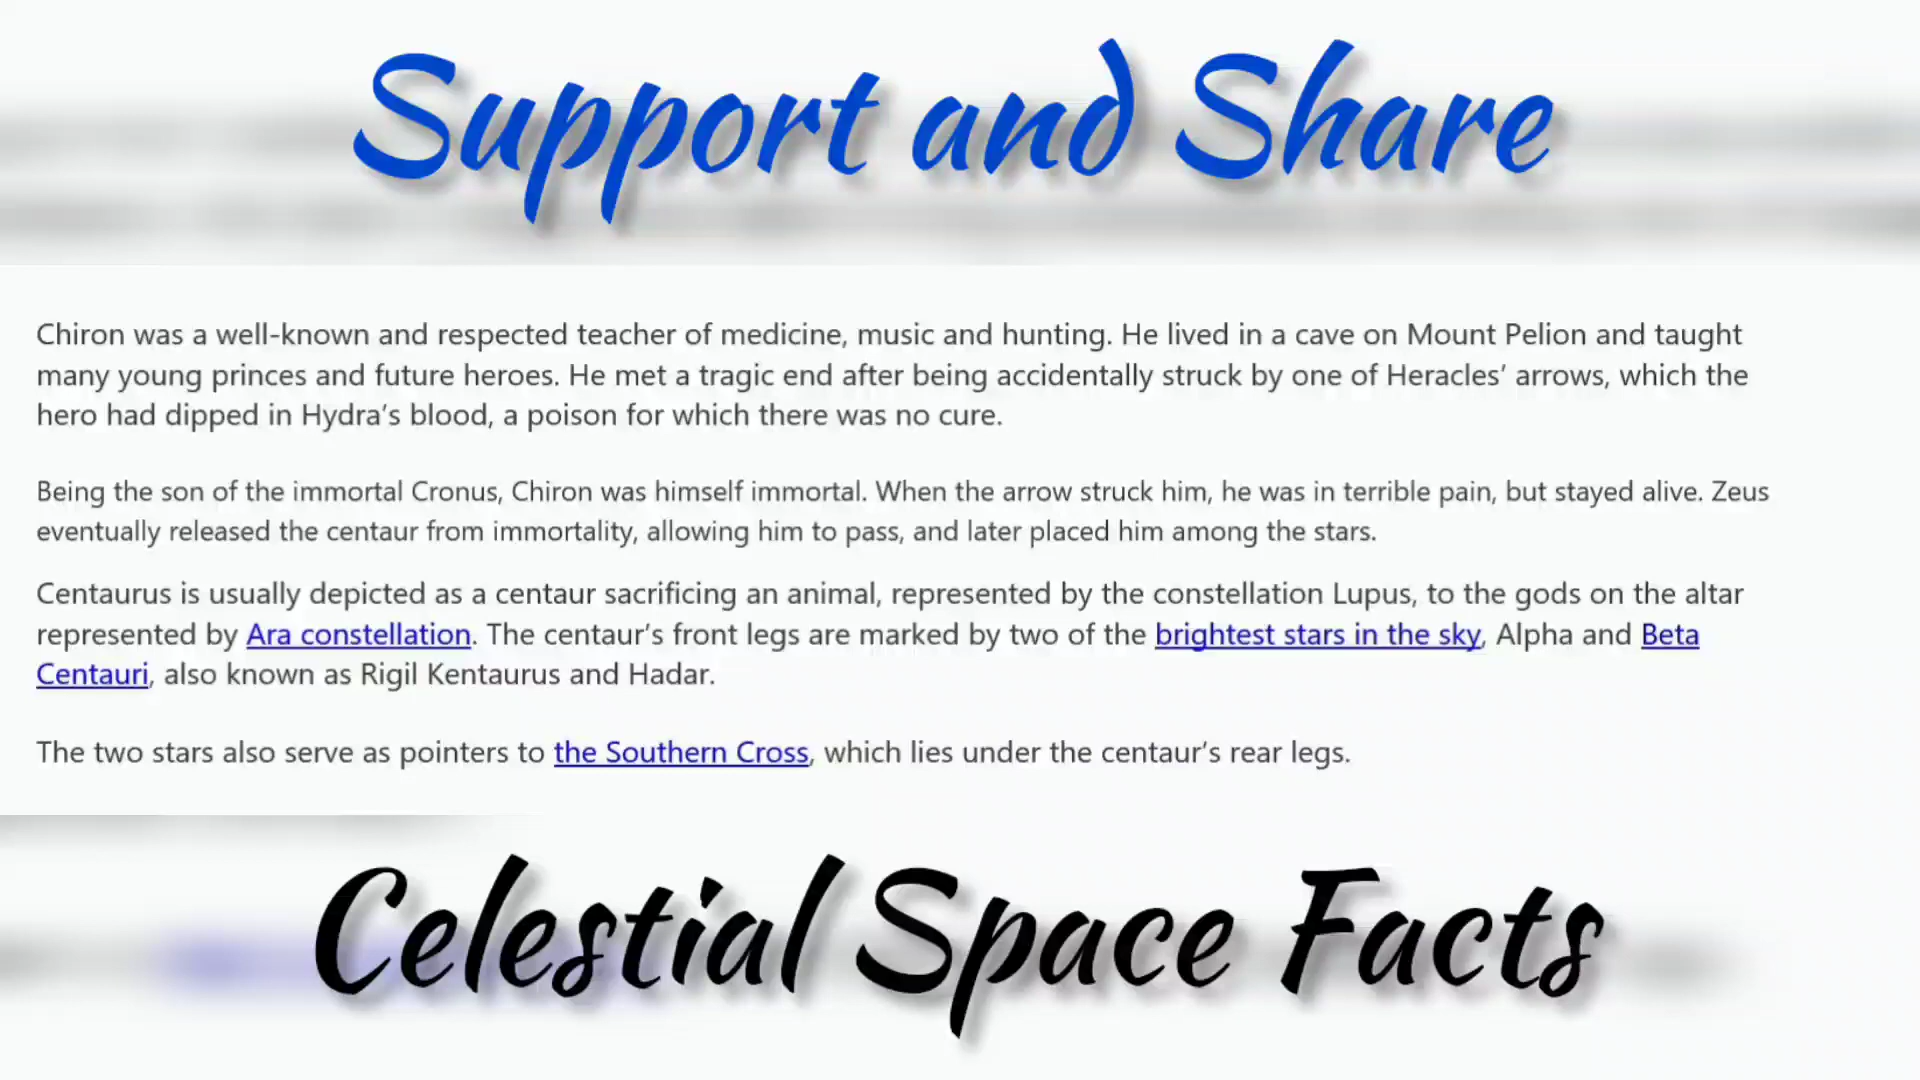 Support and Share
Chiron was a well-known and respected teacher of medicine, music and hunting. He lived in a cave on Mount Pelion and taught
many young princes and future heroes. He met a tragic end after being accidentally struck by one of Heracles’ arrows, which the
hero had dipped in Hydra’s blood, a poison for which there was no cure.
Being the son of the immortal Cronus, Chiron was himself immortal. When the arrow struck him, he was in terrible pain, but stayed alive. Zeus
eventually released the centaur from immortality, allowing him to pass, and later placed him among the stars.
Centaurus is usually depicted as a centaur sacrificing an animal, represented by the constellation Lupus, to the gods on the altar
represented by Ara constellation. The centaur’s front legs are marked by two of the brightest stars in the sky, Alpha and Beta
Centauri, also known as Rigil Kentaurus and Hadar.
The two stars also serve as pointers to the Southern Cross, which lies under the centaur’s rear legs.
Celestial Space Facts